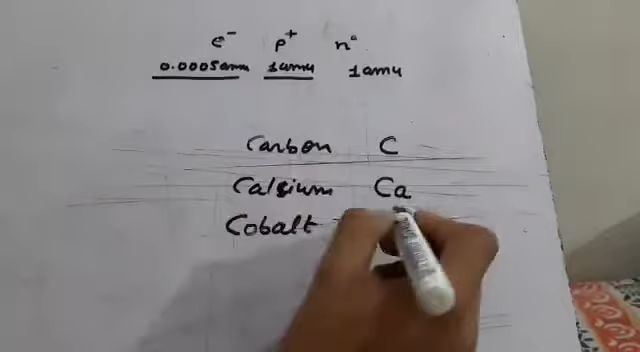 e⁻ p⁺ n°
0.0005amu 1amu 1amu
Carbon C
Calsium Ca
Cobalt